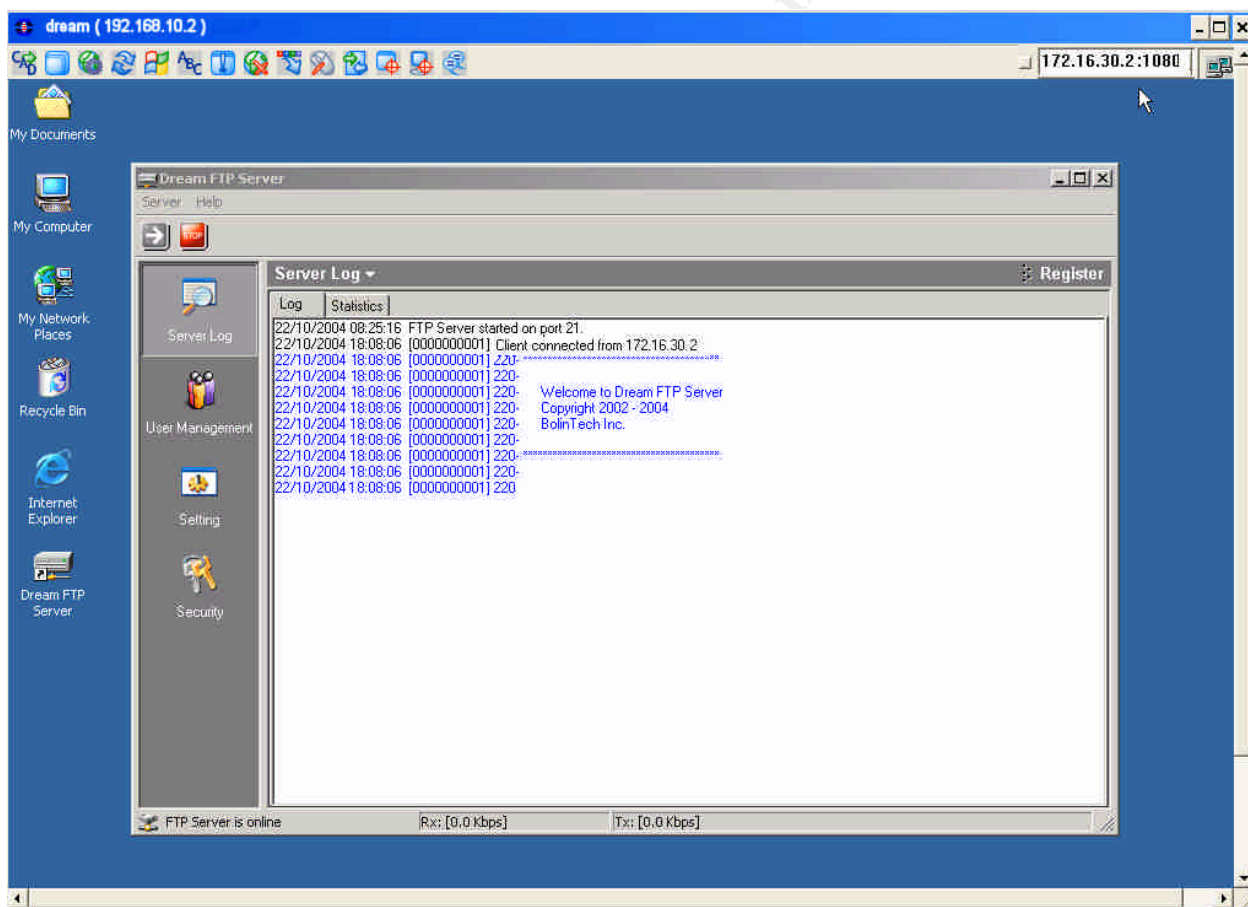 dream ( 192.168.10.2 )
CAD
ABC
172.16.30.2:1080
My Documents
My Computer
My Network
Places
Recycle Bin
Internet
Explorer
Dream FTP
Server
Dream FTP Server
Server Help
STOP
Server Log
User Management
Setting
Security
Server Log
Register
Log Statistics
22/10/2004 08:25:16 FTP Server started on port 21.
22/10/2004 18:08:06 [0000000001] Client connected from 172.16.30.2
22/10/2004 18:08:06 [0000000001] 220- ****************************************
22/10/2004 18:08:06 [0000000001] 220-
22/10/2004 18:08:06 [0000000001] 220- Welcome to Dream FTP Server
22/10/2004 18:08:06 [0000000001] 220- Copyright 2002 - 2004
22/10/2004 18:08:06 [0000000001] 220- BolinTech Inc.
22/10/2004 18:08:06 [0000000001] 220-
22/10/2004 18:08:06 [0000000001] 220- ****************************************
22/10/2004 18:08:06 [0000000001] 220-
22/10/2004 18:08:06 [0000000001] 220
FTP Server is online
Rx: [0.0 Kbps]
Tx: [0.0 Kbps]